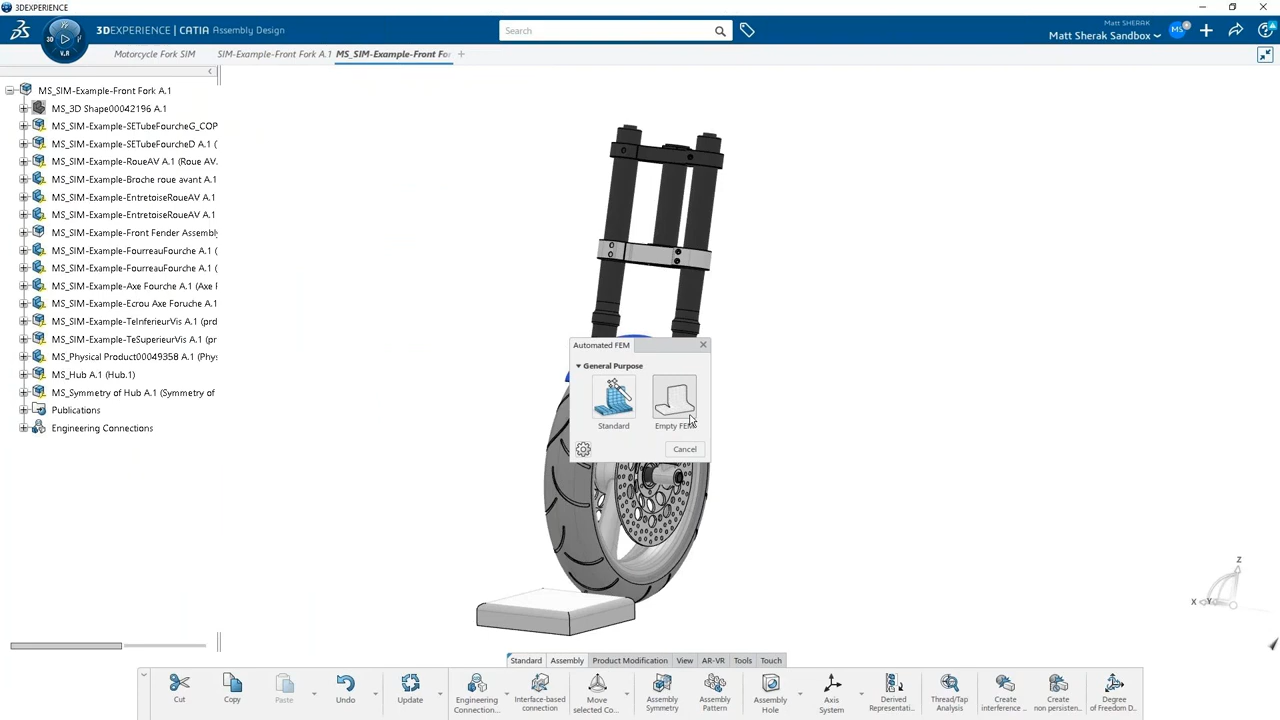 3DEXPERIENCE
3DEXPERIENCE | CATIA Assembly Design
Search
Matt SHERAK
Matt Sherak Sandbox
MS
3D
V.R
Motorcycle Fork SIM
SIM-Example-Front Fork A.1
MS_SIM-Example-Front Fo
MS_SIM-Example-Front Fork A.1
MS_3D Shape00042196 A.1
MS_SIM-Example-SETubeFourcheG_COP
MS_SIM-Example-SETubeFourcheD A.1 (
MS_SIM-Example-RoueAV A.1 (Roue AV.
MS_SIM-Example-Broche roue avant A.1
MS_SIM-Example-EntretoiseRoueAV A.1
MS_SIM-Example-EntretoiseRoueAV A.1
MS_SIM-Example-Front Fender Assembly
MS_SIM-Example-FourreauFourche A.1 (
MS_SIM-Example-FourreauFourche A.1 (
MS_SIM-Example-Axe Fourche A.1 (Axe F
MS_SIM-Example-Ecrou Axe Foruche A.1
MS_SIM-Example-TeInferieurVis A.1 (prd
MS_SIM-Example-TeSuperieurVis A.1 (pr
MS_Physical Product00049358 A.1 (Phys
MS_Hub A.1 (Hub.1)
MS_Symmetry of Hub A.1 (Symmetry of
Publications
Engineering Connections
Automated FEM
General Purpose
Standard
Empty FEM
Cancel
Z
X
Y
Standard
Assembly
Product Modification
View
AR-VR
Tools
Touch
Cut
Copy
Paste
Undo
Update
Engineering
Connection...
Interface-based
connection
Move
selected Co...
Assembly
Symmetry
Assembly
Pattern
Assembly
Hole
Axis
System
Derived
Representati...
Thread/Tap
Analysis
Create
interference ...
Create
non persisten...
Degree
of Freedom D...